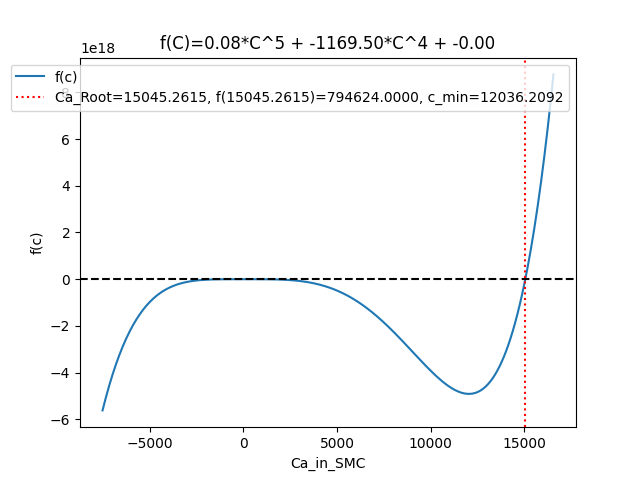 f(C)=0.08*C^5 + -1169.50*C^4 + -0.00
1e18
f(c)
Ca_Root=15045.2615, f(15045.2615)=794624.0000, c_min=12036.2092
8
6
4
2
0
−2
−4
−6
f(c)
−5000 0 5000 10000 15000
Ca_in_SMC